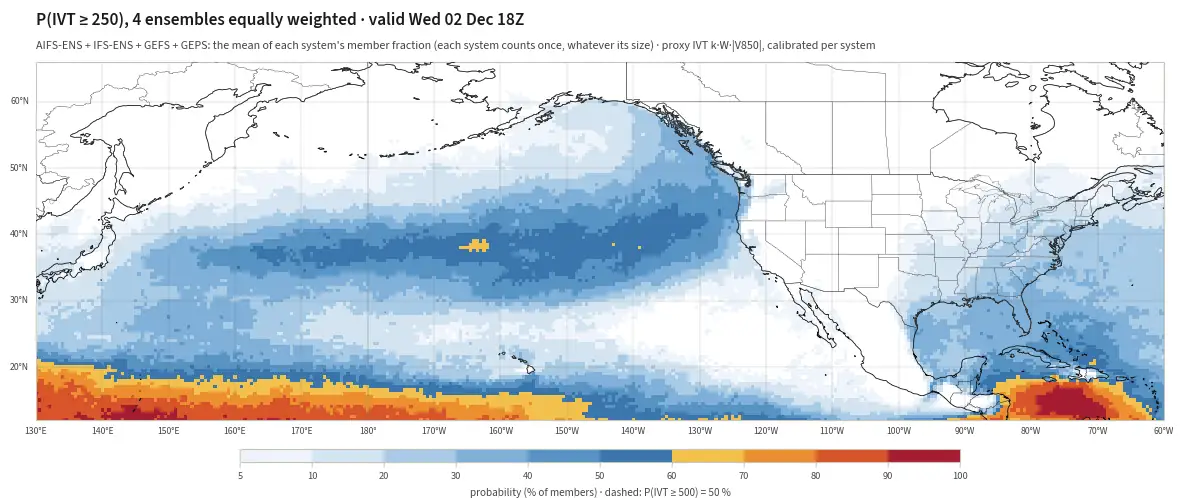 P(IVT ≥ 250), 4 ensembles equally weighted · valid Wed 02 Dec 18Z
AIFS-ENS + IFS-ENS + GEFS + GEPS: the mean of each system's member fraction (each system counts once, whatever its size) · proxy IVT k·W·|V850|, calibrated per system
60°N
50°N
40°N
30°N
20°N
130°E 140°E 150°E 160°E 170°E 180° 170°W 160°W 150°W 140°W 130°W 120°W 110°W 100°W 90°W 80°W 70°W 60°W
5 10 20 30 40 50 60 70 80 90 100
probability (% of members) · dashed: P(IVT ≥ 500) = 50 %